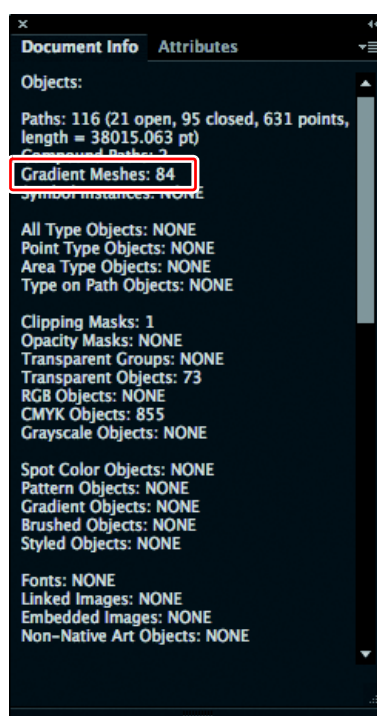 Document Info Attributes
Objects:
Paths: 116 (21 open, 95 closed, 631 points,
length = 38015.063 pt)
Compound Paths: 2
Gradient Meshes: 84
Symbol Instances: NONE
All Type Objects: NONE
Point Type Objects: NONE
Area Type Objects: NONE
Type on Path Objects: NONE
Clipping Masks: 1
Opacity Masks: NONE
Transparent Groups: NONE
Transparent Objects: 73
RGB Objects: NONE
CMYK Objects: 855
Grayscale Objects: NONE
Spot Color Objects: NONE
Pattern Objects: NONE
Gradient Objects: NONE
Brushed Objects: NONE
Styled Objects: NONE
Fonts: NONE
Linked Images: NONE
Embedded Images: NONE
Non-Native Art Objects: NONE